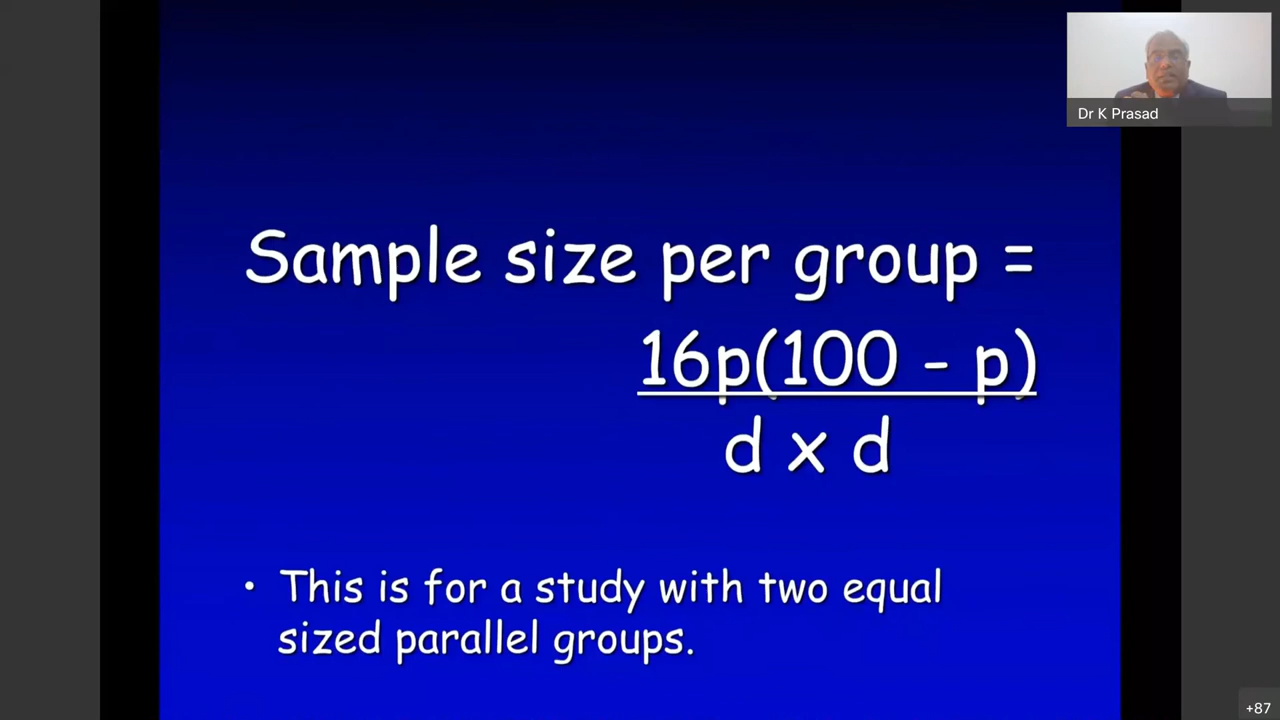 Dr K Prasad
Sample size per group =
16p(100 - p)
d x d
• This is for a study with two equal
sized parallel groups.
+87